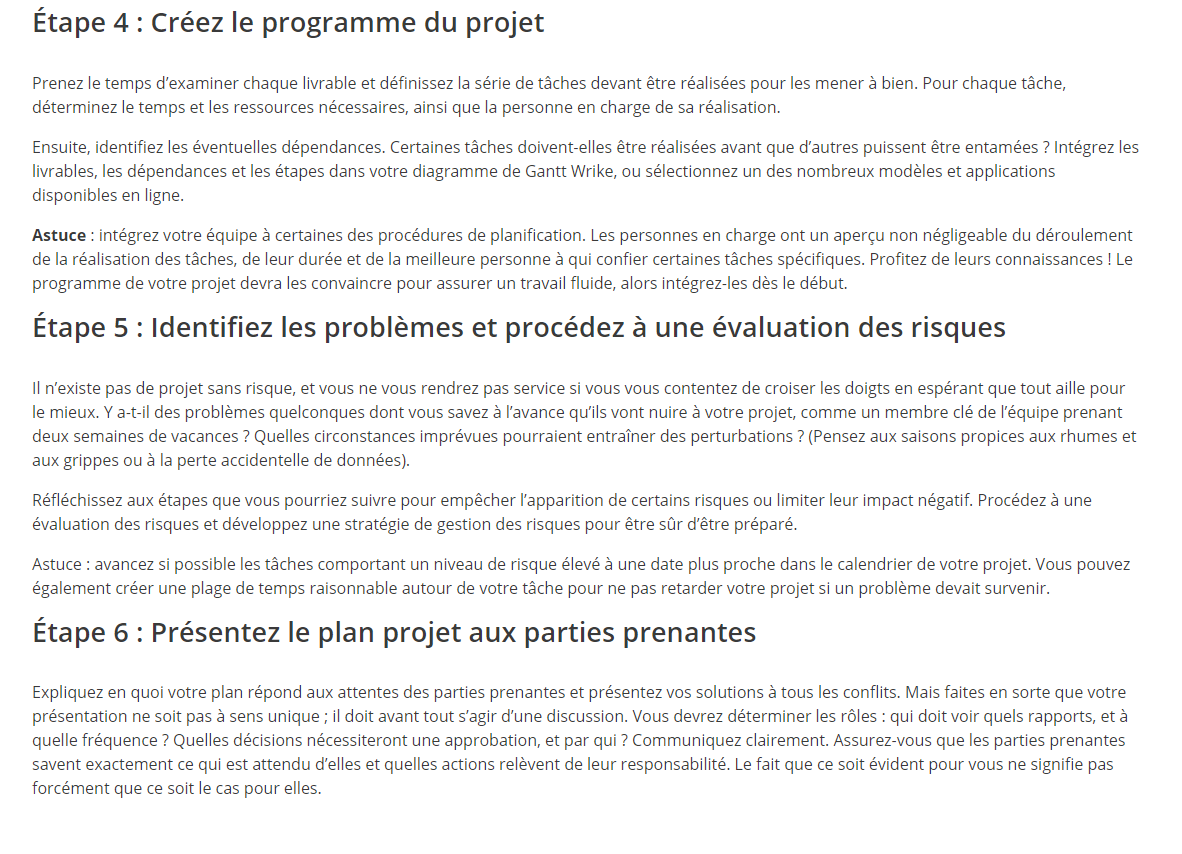 Étape 4 : Créez le programme du projet
Prenez le temps d’examiner chaque livrable et définissez la série de tâches devant être réalisées pour les mener à bien. Pour chaque tâche,
déterminez le temps et les ressources nécessaires, ainsi que la personne en charge de sa réalisation.
Ensuite, identifiez les éventuelles dépendances. Certaines tâches doivent-elles être réalisées avant que d’autres puissent être entamées ? Intégrez les
livrables, les dépendances et les étapes dans votre diagramme de Gantt Wrike, ou sélectionnez un des nombreux modèles et applications
disponibles en ligne.
Astuce : intégrez votre équipe à certaines des procédures de planification. Les personnes en charge ont un aperçu non négligeable du déroulement
de la réalisation des tâches, de leur durée et de la meilleure personne à qui confier certaines tâches spécifiques. Profitez de leurs connaissances ! Le
programme de votre projet devra les convaincre pour assurer un travail fluide, alors intégrez-les dès le début.
Étape 5 : Identifiez les problèmes et procédez à une évaluation des risques
Il n’existe pas de projet sans risque, et vous ne vous rendrez pas service si vous vous contentez de croiser les doigts en espérant que tout aille pour
le mieux. Y a-t-il des problèmes quelconques dont vous savez à l’avance qu’ils vont nuire à votre projet, comme un membre clé de l’équipe prenant
deux semaines de vacances ? Quelles circonstances imprévues pourraient entraîner des perturbations ? (Pensez aux saisons propices aux rhumes et
aux grippes ou à la perte accidentelle de données).
Réfléchissez aux étapes que vous pourriez suivre pour empêcher l’apparition de certains risques ou limiter leur impact négatif. Procédez à une
évaluation des risques et développez une stratégie de gestion des risques pour être sûr d’être préparé.
Astuce : avancez si possible les tâches comportant un niveau de risque élevé à une date plus proche dans le calendrier de votre projet. Vous pouvez
également créer une plage de temps raisonnable autour de votre tâche pour ne pas retarder votre projet si un problème devait survenir.
Étape 6 : Présentez le plan projet aux parties prenantes
Expliquez en quoi votre plan répond aux attentes des parties prenantes et présentez vos solutions à tous les conflits. Mais faites en sorte que votre
présentation ne soit pas à sens unique ; il doit avant tout s’agir d’une discussion. Vous devrez déterminer les rôles : qui doit voir quels rapports, et à
quelle fréquence ? Quelles décisions nécessiteront une approbation, et par qui ? Communiquez clairement. Assurez-vous que les parties prenantes
savent exactement ce qui est attendu d’elles et quelles actions relèvent de leur responsabilité. Le fait que ce soit évident pour vous ne signifie pas
forcément que ce soit le cas pour elles.